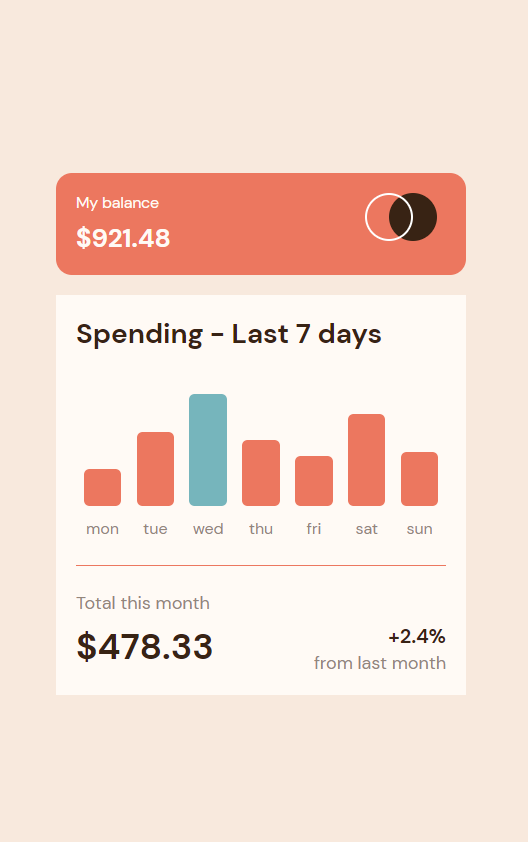 My balance
$921.48
Spending - Last 7 days
mon tue wed thu fri sat sun
Total this month
$478.33
+2.4%
from last month